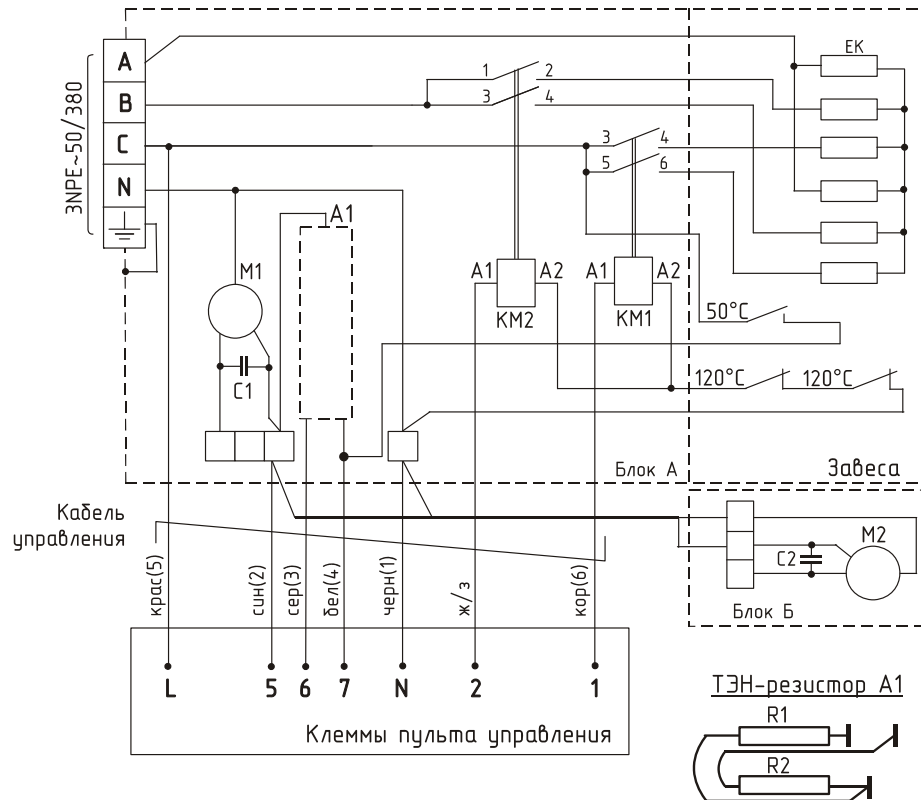 3NPE~50/380
A
B
C
N
EK
1 2
3 4
3 4
5 6
A1
M1
C1
A1 A2
KM2
A1 A2
KM1
50°C
120°C 120°C
Блок А
Завеса
Кабель
управления
крас(5)
син(2)
сер(3)
бел(4)
черн(1)
ж/з
кор(6)
C2
M2
Блок Б
L 5 6 7 N 2 1
Клеммы пульта управления
ТЭН-резистор А1
R1
R2